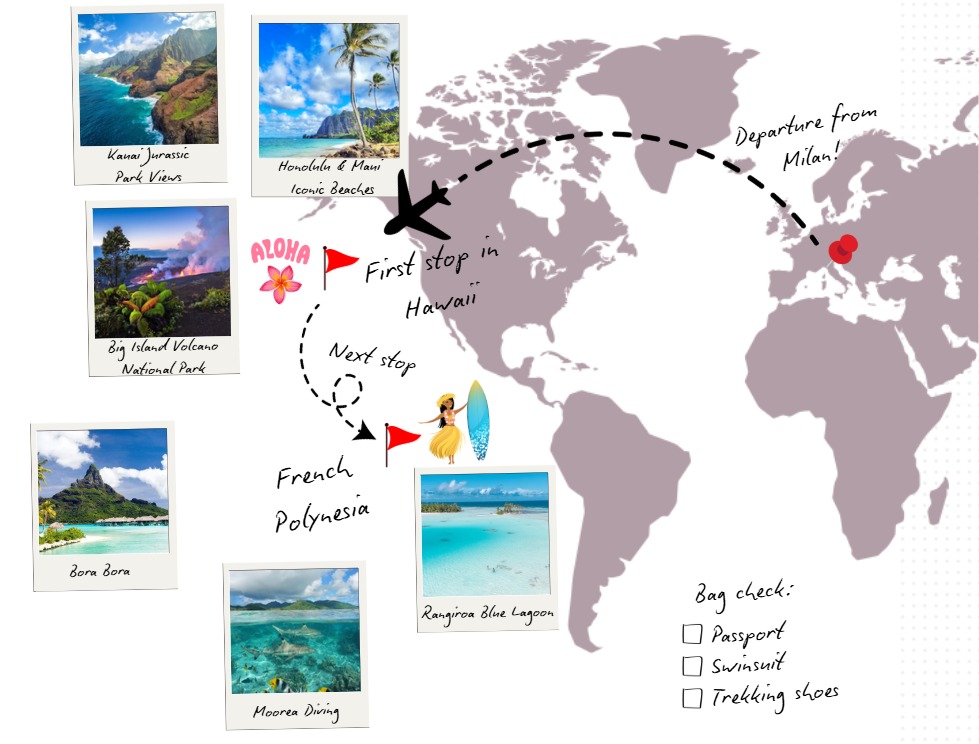 Kauai Jurassic
Park Views
Honolulu & Maui
Iconic Beaches
Departure from
Milan!
Big Island Volcano
National Park
ALOHA
First stop in
Hawaii
Next stop
French
Polynesia
Bora Bora
Rangiroa Blue Lagoon
Moorea Diving
Bag check:
Passport
Swinsuit
Trekking shoes